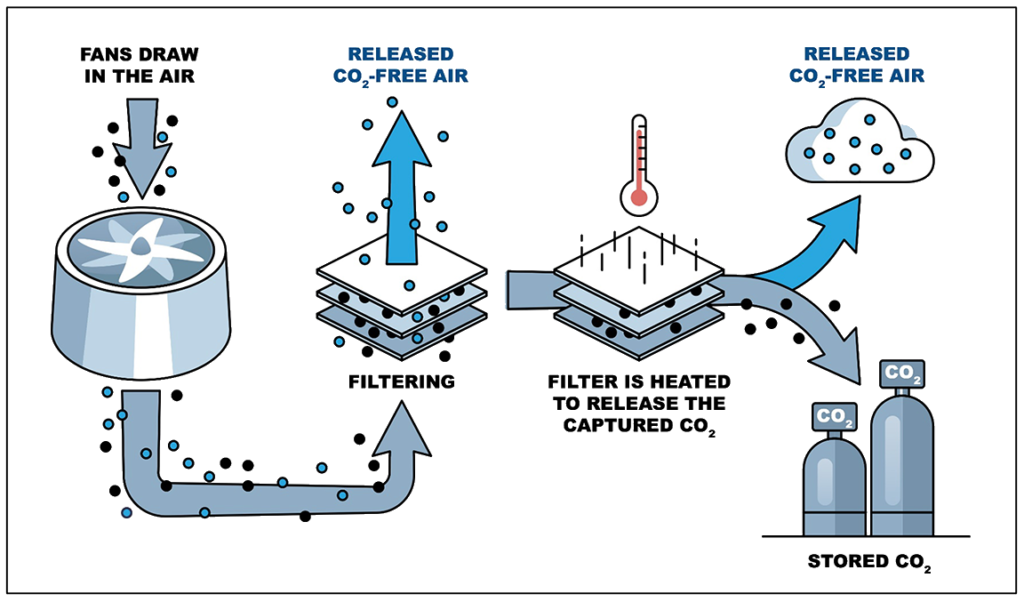 FANS DRAW
IN THE AIR
RELEASED
CO₂-FREE AIR
RELEASED
CO₂-FREE AIR
FILTERING
FILTER IS HEATED
TO RELEASE THE
CAPTURED CO₂
CO₂
CO₂
STORED CO₂